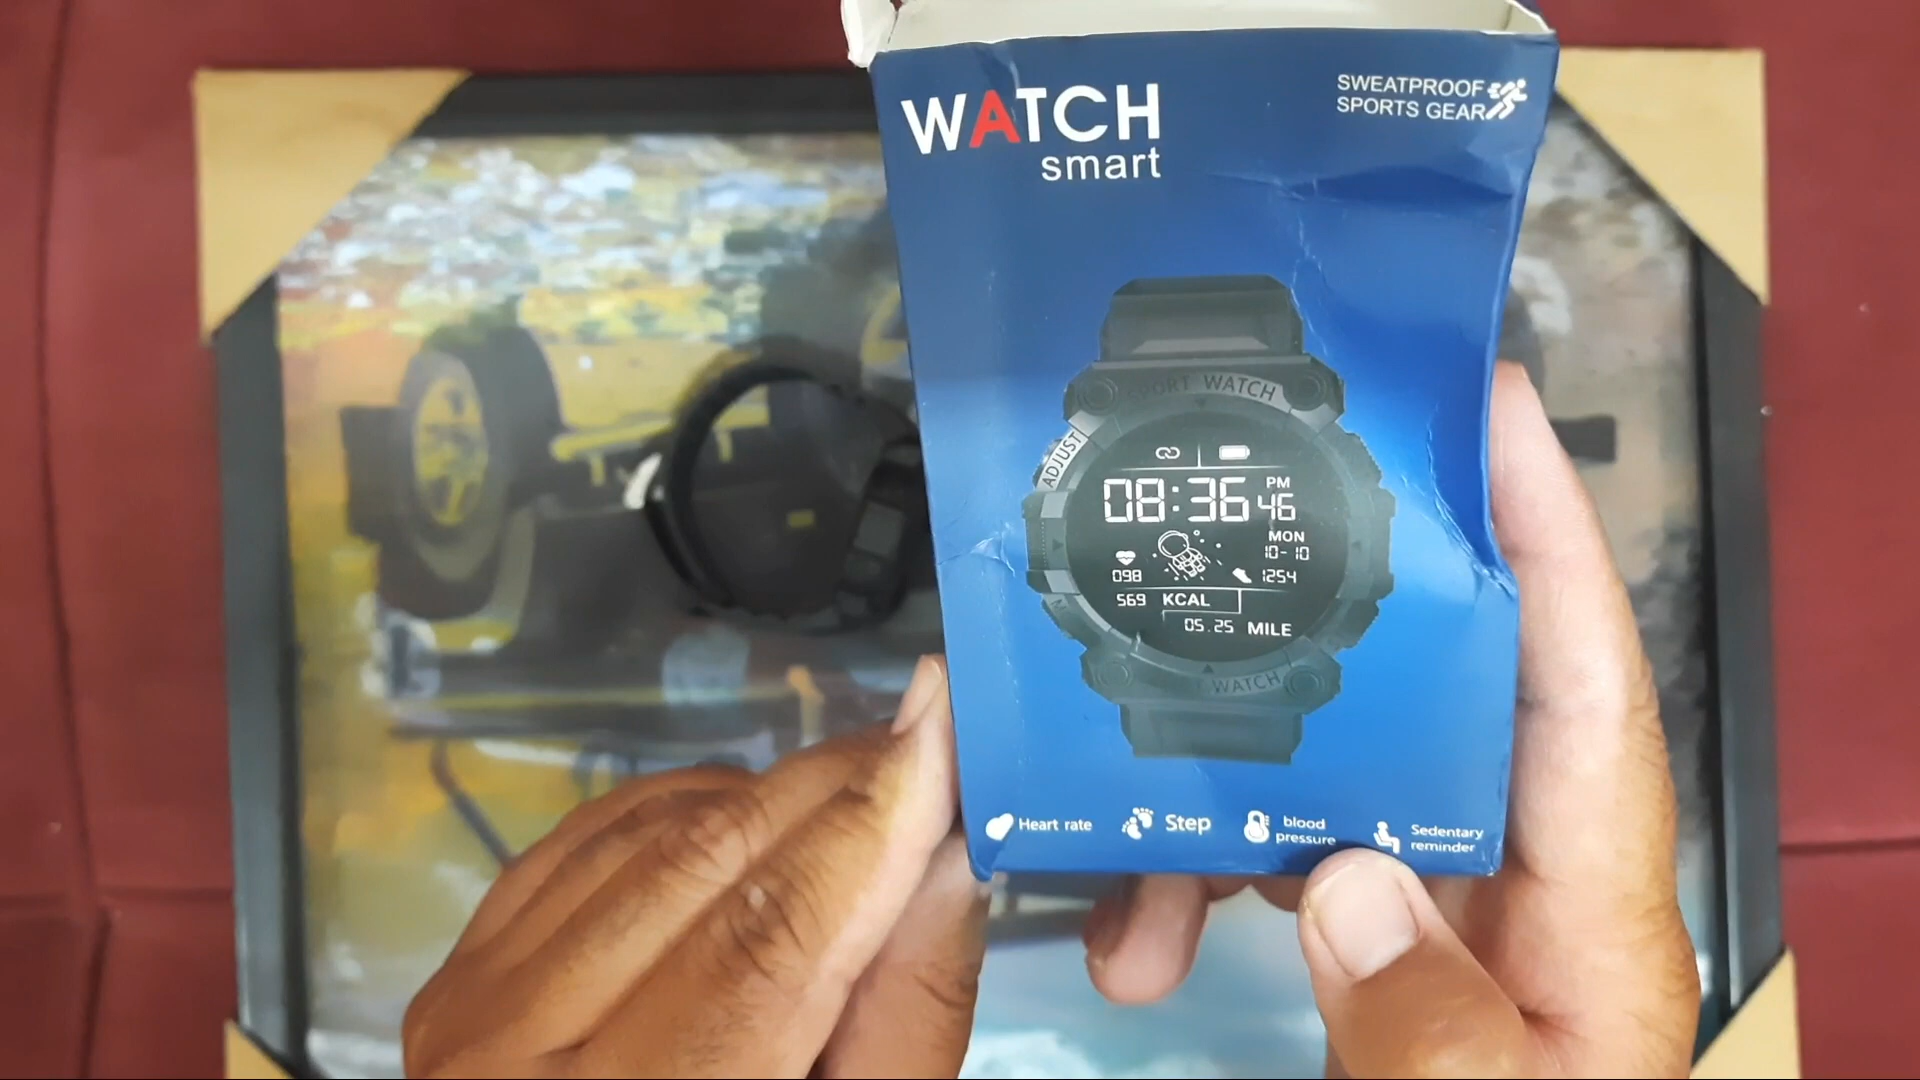 WATCH
smart
SWEATPROOF
SPORTS GEAR
SPORT WATCH
ADJUST
08:36 PM
46
MON
10-10
098
1254
569 KCAL
05.25 MILE
WATCH
Heart rate
Step
blood
pressure
Sedentary
reminder